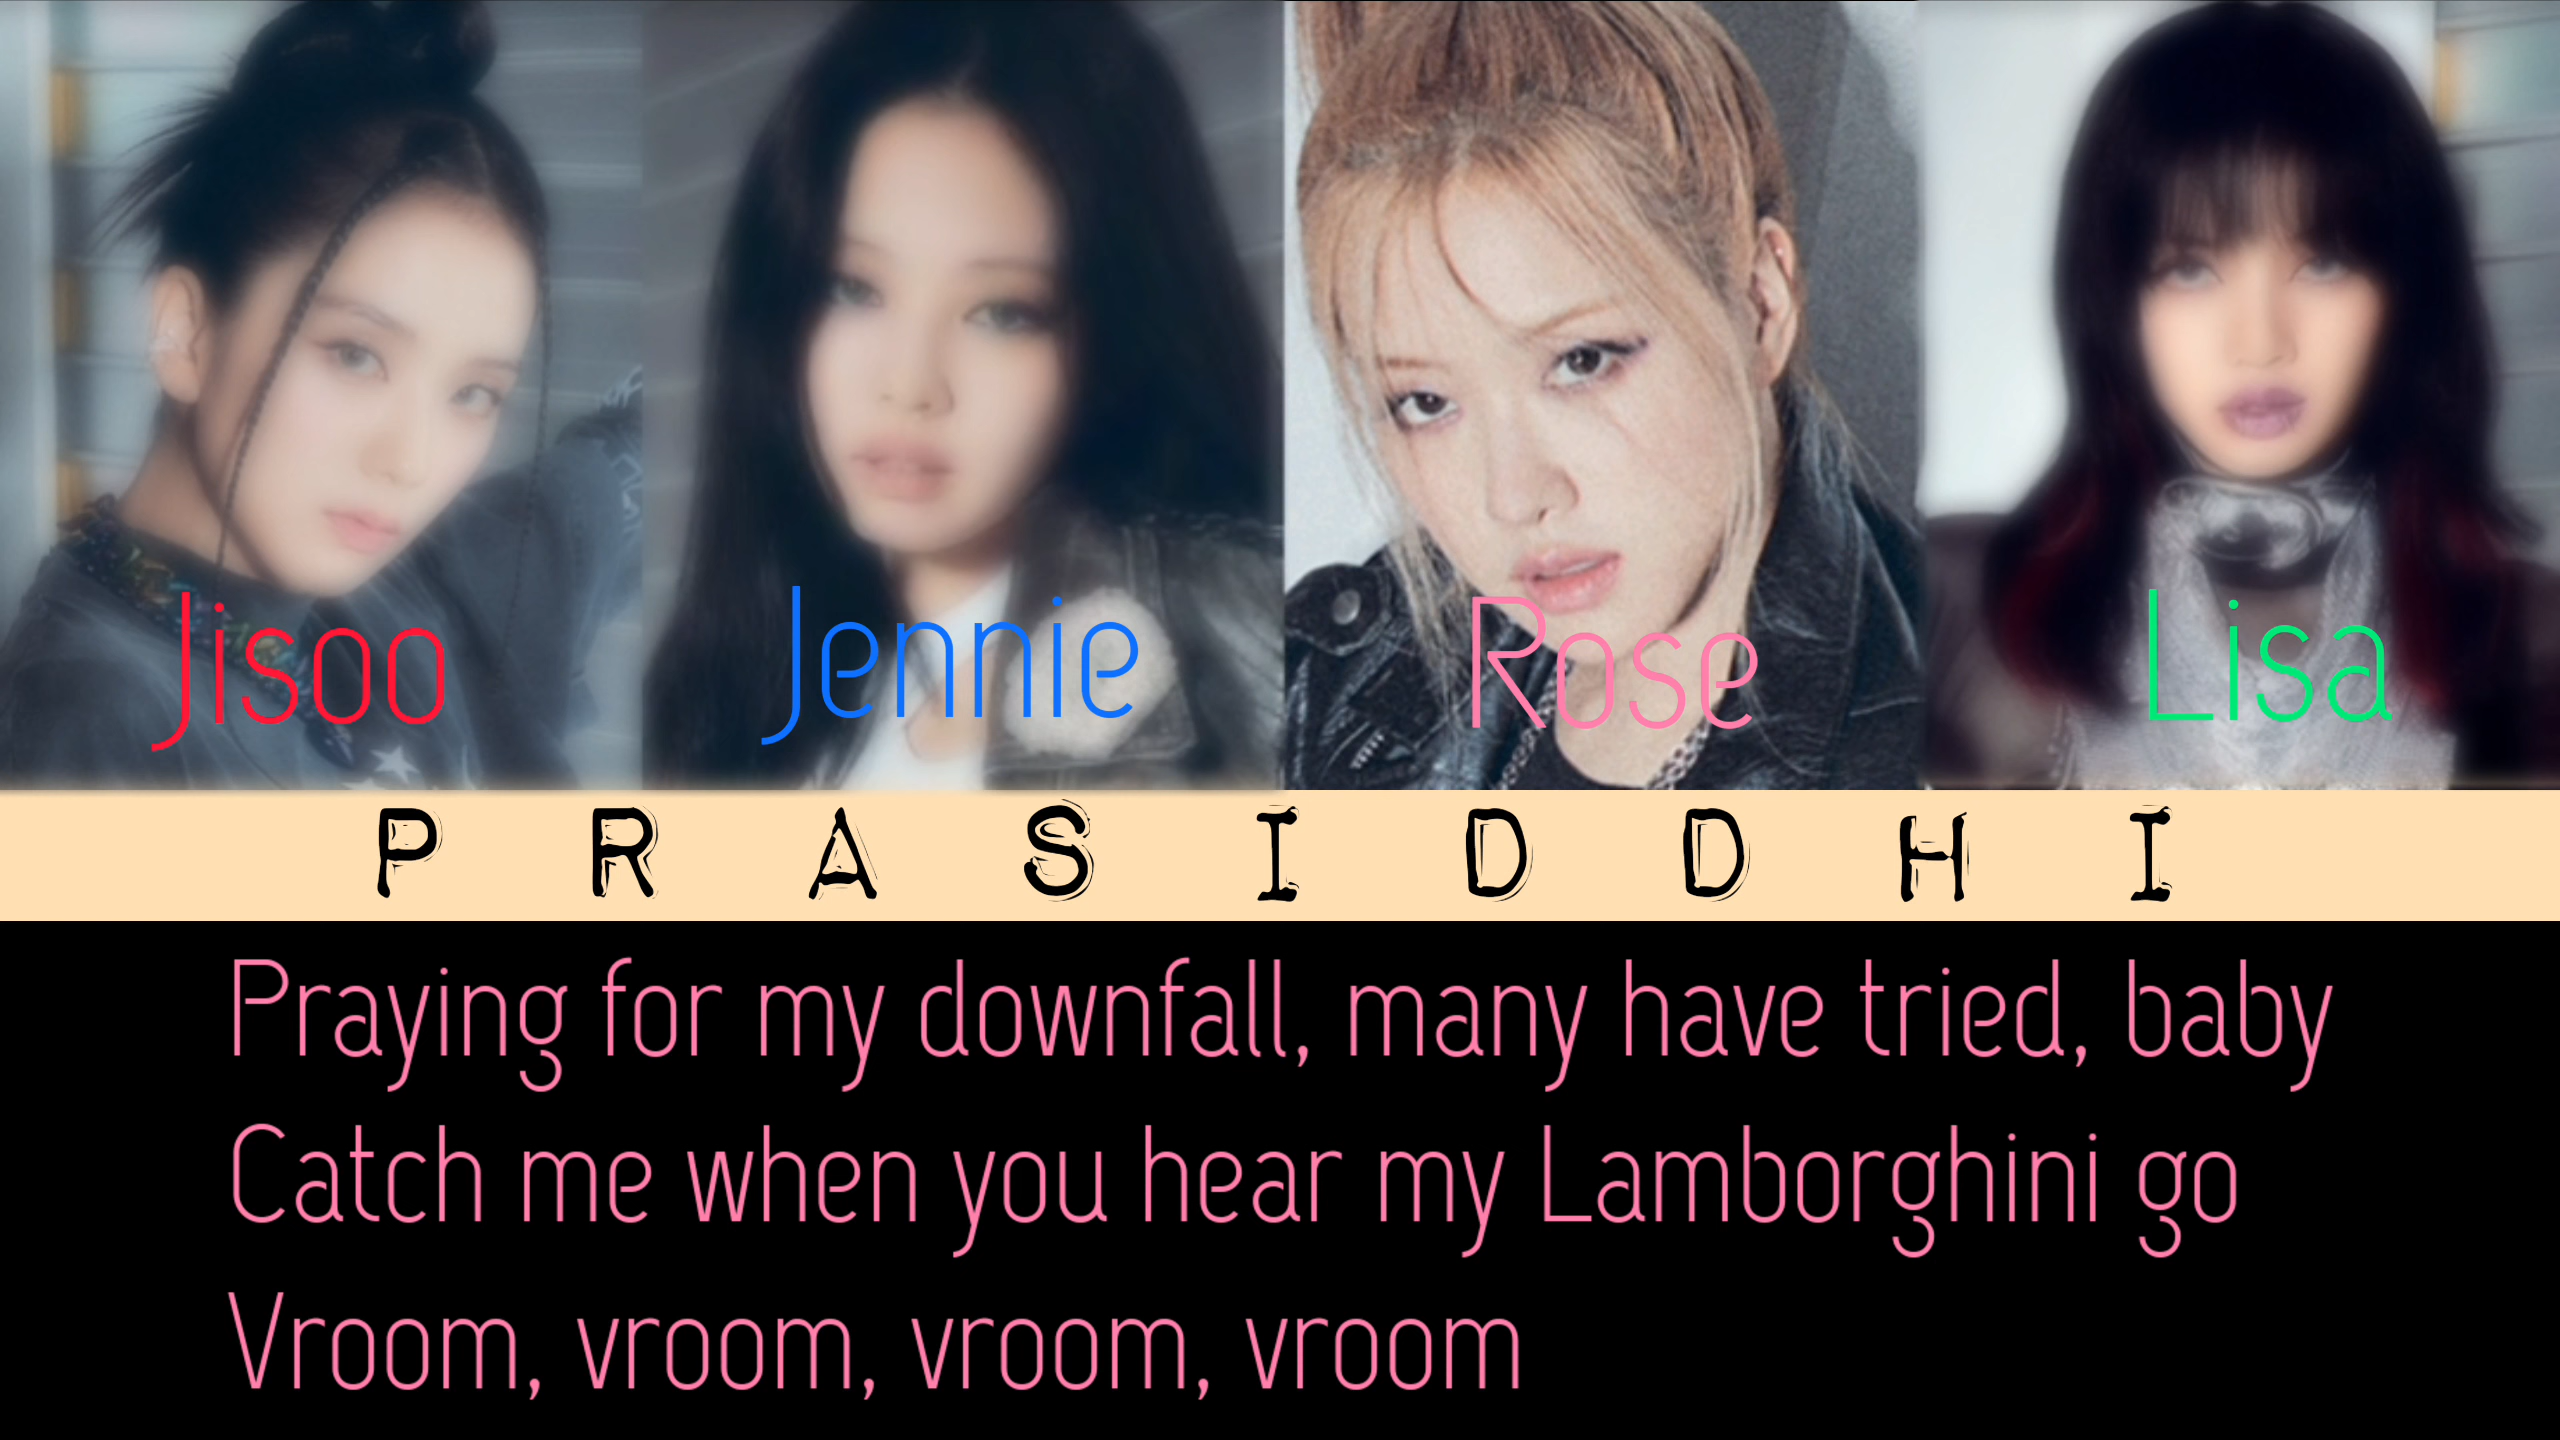 Jisoo Jennie Rose Lisa
PRASIDDHI
Praying for my downfall, many have tried, baby
Catch me when you hear my Lamborghini go
Vroom, vroom, vroom, vroom